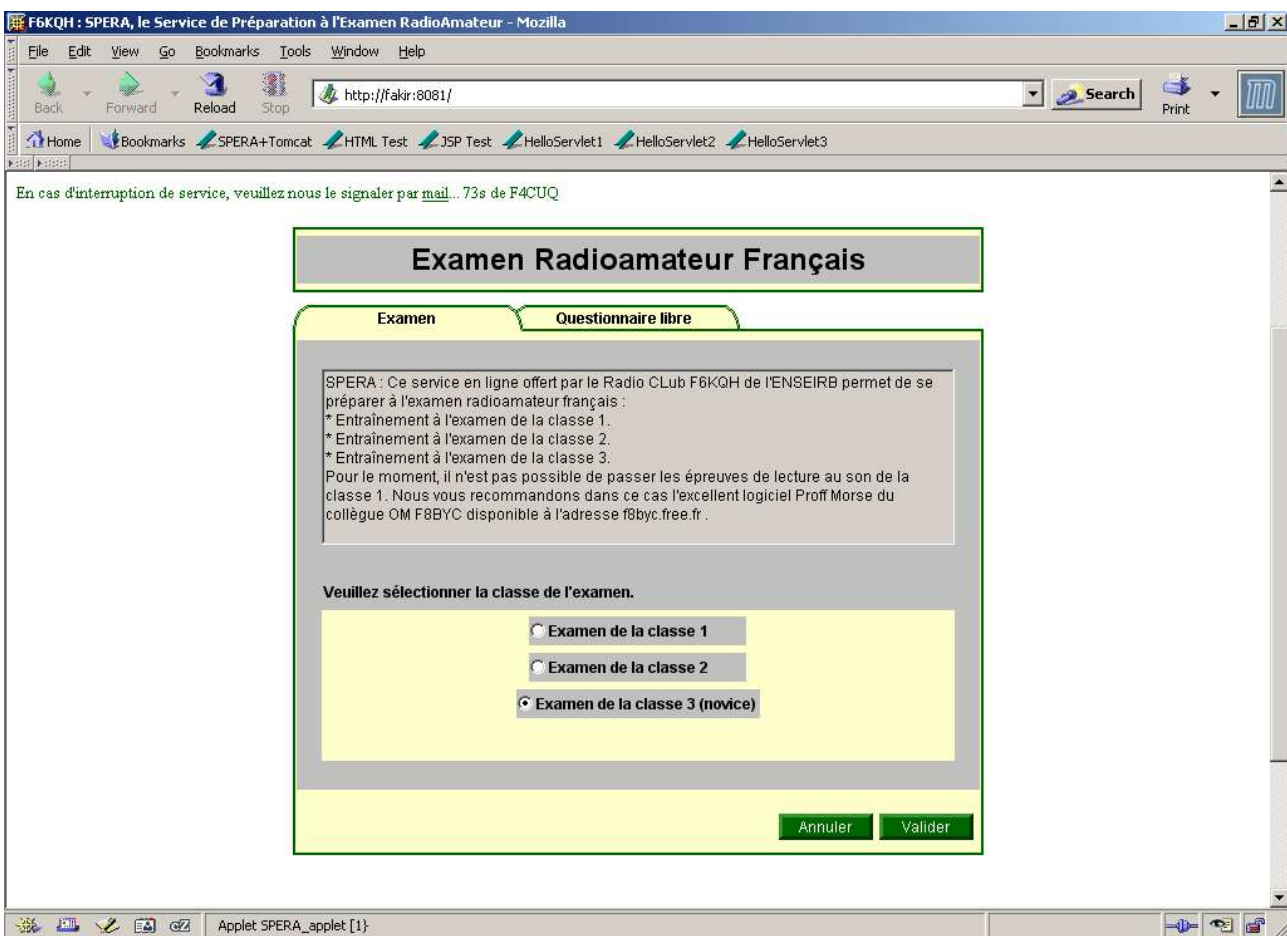 F6KQH : SPERA, le Service de Préparation à l'Examen RadioAmateur - Mozilla
File Edit View Go Bookmarks Tools Window Help
Back Forward Reload Stop http://fakir:8081/ Search Print
Home Bookmarks SPERA+Tomcat HTML Test JSP Test HelloServlet1 HelloServlet2 HelloServlet3
En cas d'interruption de service, veuillez nous le signaler par mail... 73s de F4CUQ
Examen Radioamateur Français
Examen Questionnaire libre
SPERA : Ce service en ligne offert par le Radio CLub F6KQH de l'ENSEIRB permet de se
préparer à l'examen radioamateur français :
* Entraînement à l'examen de la classe 1.
* Entraînement à l'examen de la classe 2.
* Entraînement à l'examen de la classe 3.
Pour le moment, il n'est pas possible de passer les épreuves de lecture au son de la
classe 1. Nous vous recommandons dans ce cas l'excellent logiciel Proff Morse du
collègue OM F8BYC disponible à l'adresse f8byc.free.fr .
Veuillez sélectionner la classe de l'examen.
Examen de la classe 1
Examen de la classe 2
Examen de la classe 3 (novice)
Annuler Valider
Applet SPERA_applet [1}